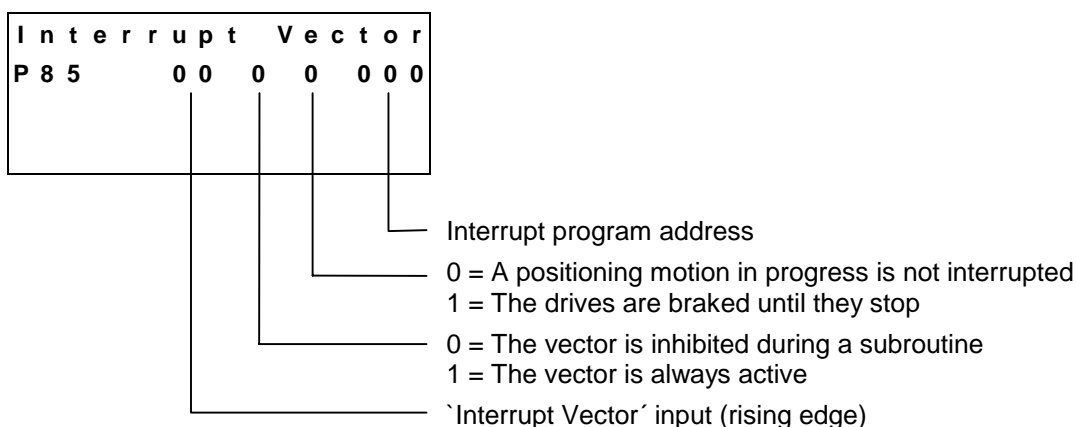 Interrupt Vector
P85 00 0 0 000
Interrupt program address
0 = A positioning motion in progress is not interrupted
1 = The drives are braked until they stop
0 = The vector is inhibited during a subroutine
1 = The vector is always active
`Interrupt Vector´ input (rising edge)